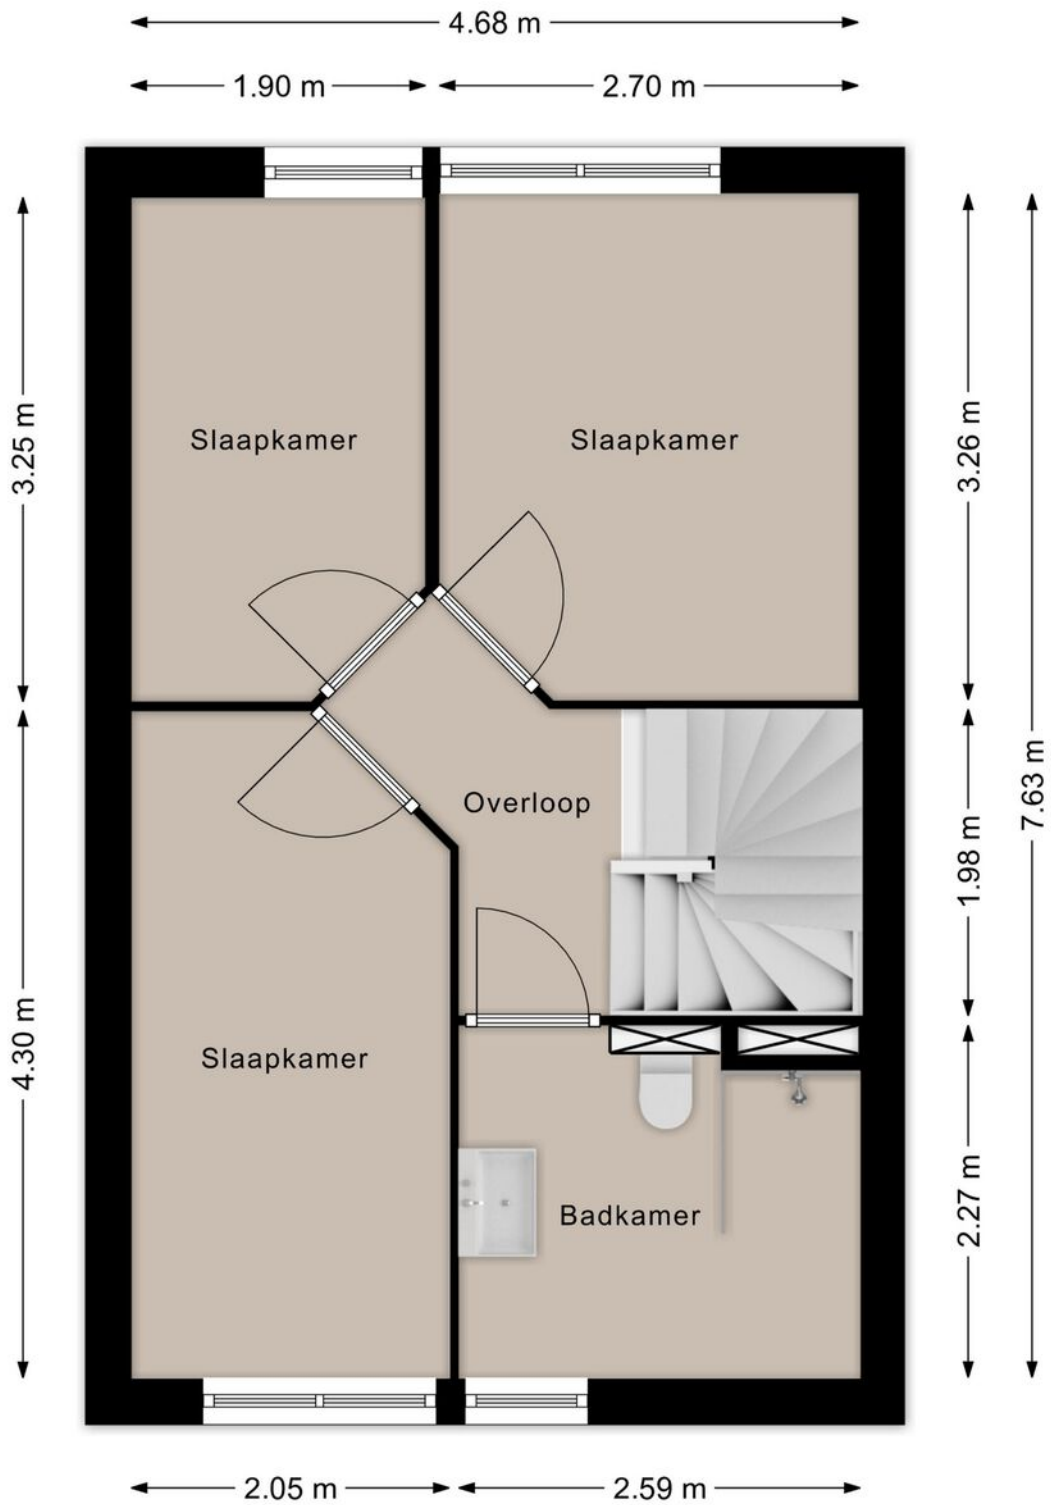 4.68 m
1.90 m
2.70 m
3.25 m
3.26 m
7.63 m
Slaapkamer
Slaapkamer
Overloop
1.98 m
4.30 m
Slaapkamer
2.27 m
Badkamer
2.05 m
2.59 m